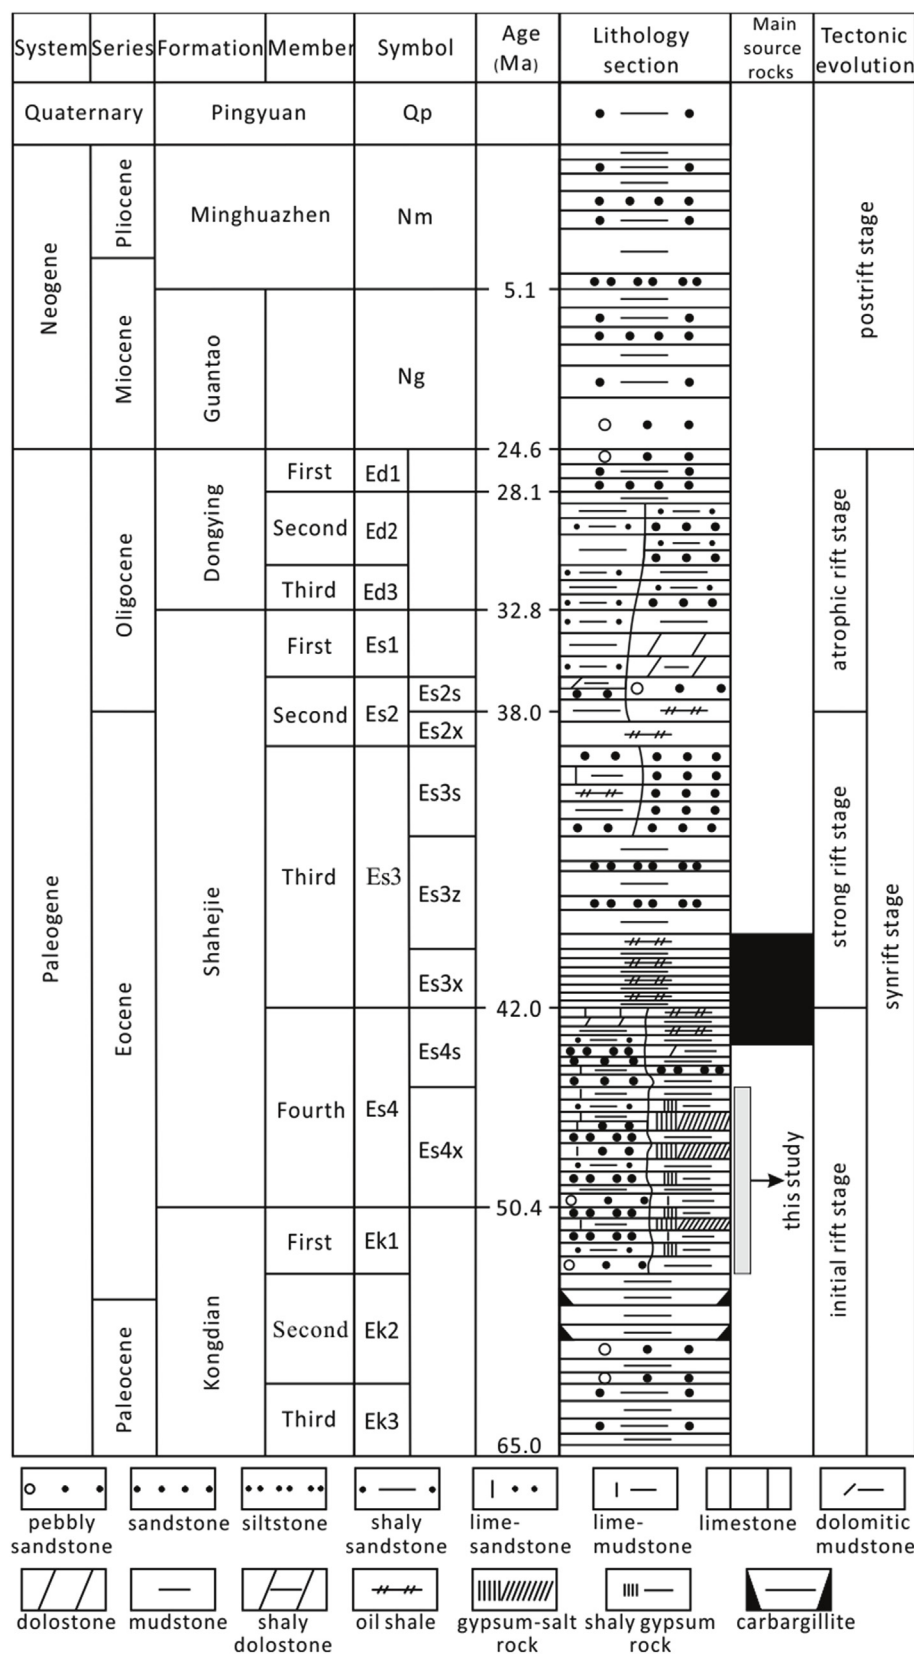 System Series Formation Member Symbol Age (Ma) Lithology section Main source rocks Tectonic evolution
Quaternary Pingyuan Qp
Neogene
Pliocene
Miocene
Minghuazhen Nm
5.1
Guantao
Ng
postrift stage
24.6
Paleogene
Oligocene
Dongying
First Ed1
28.1
Second Ed2
Third Ed3
32.8
atrophic rift stage
Shahejie
First Es1
Second Es2
Es2s
38.0
Es2x
Eocene
Third Es3
Es3s
Es3z
Es3x
strong rift stage
synrift stage
42.0
Fourth Es4
Es4s
Es4x
this study
initial rift stage
50.4
Kongdian
First Ek1
Paleocene
Second Ek2
Third Ek3
65.0
pebbly sandstone
sandstone
siltstone
shaly sandstone
lime-sandstone
lime-mudstone
limestone
dolomitic mudstone
dolostone
mudstone
shaly dolostone
oil shale
gypsum-salt rock
shaly gypsum rock
carbargillite